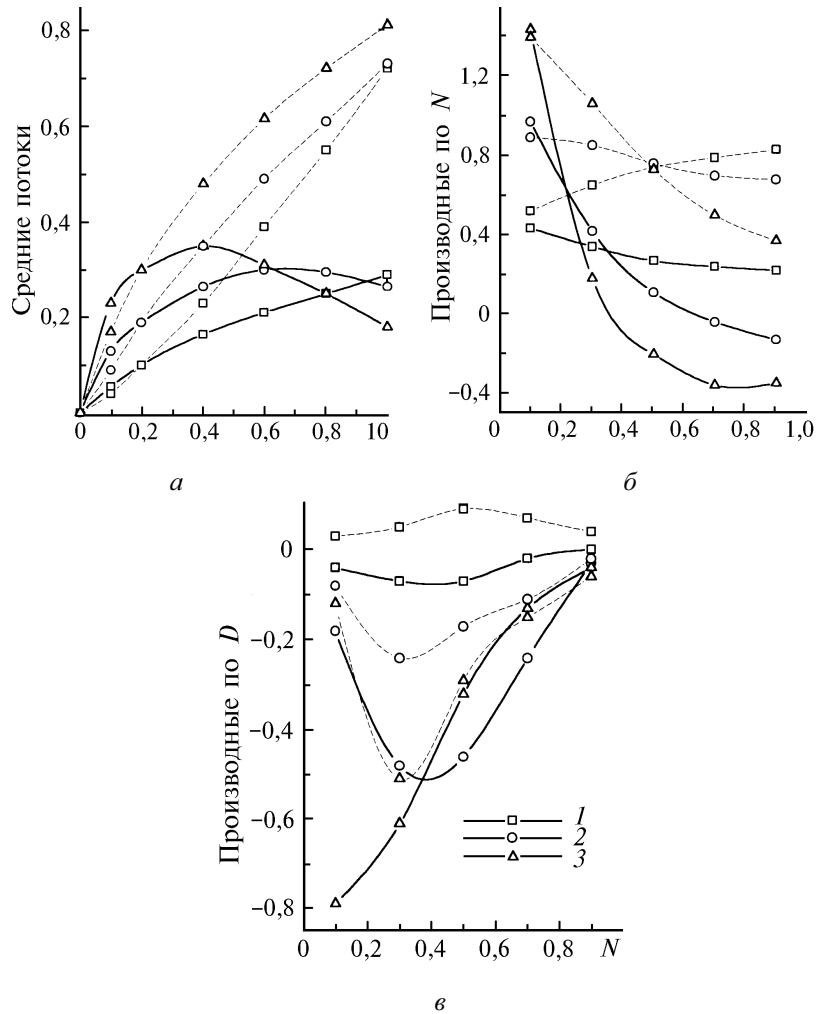 Средние потоки
0,8
0,6
0,4
0,2
0 0,2 0,4 0,6 0,8 10
а
Производные по N
1,2
0,8
0,4
0
−0,4
0 0,2 0,4 0,6 0,8 1,0
б
Производные по D
0
−0,2
−0,4
−0,6
−0,8
0 0,2 0,4 0,6 0,8 N
1
2
3
в